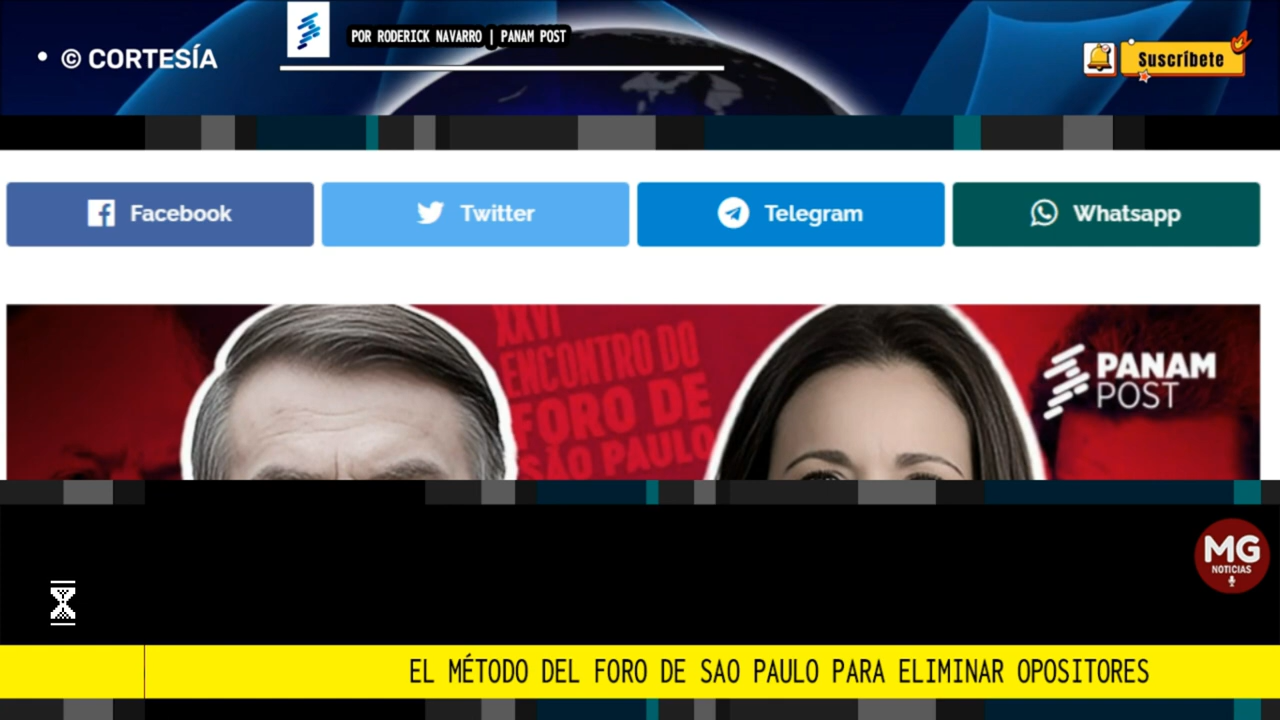 POR RODERICK NAVARRO | PANAM POST
• © CORTESÍA
Suscríbete
Facebook
Twitter
Telegram
Whatsapp
XXVI
ENCONTRO DO
FORO DE
SÃO PAULO
PANAM
POST
MG
NOTICIAS
EL MÉTODO DEL FORO DE SAO PAULO PARA ELIMINAR OPOSITORES